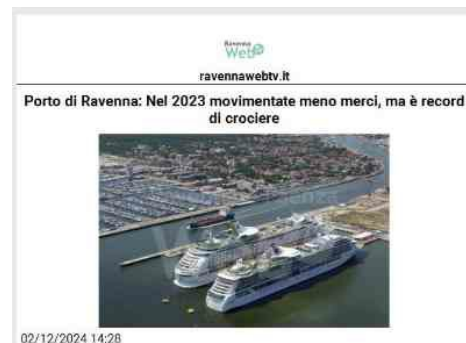 Ravenna
Web
ravennawebtv.it
Porto di Ravenna: Nel 2023 movimentate meno merci, ma è record
di crociere
02/12/2024 14:28